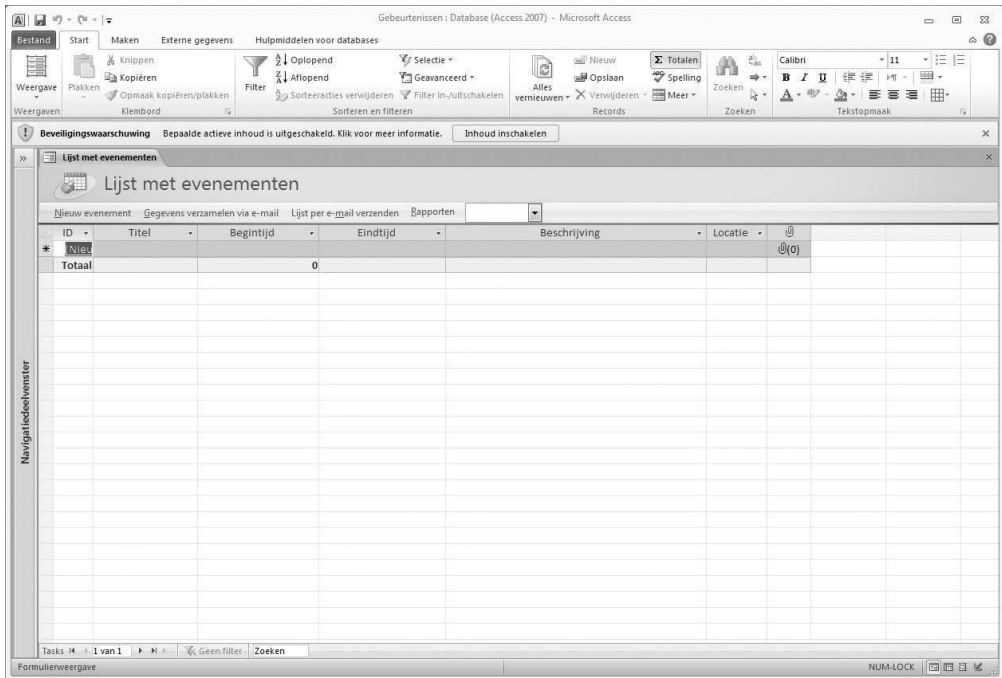 Gebeurtenissen : Database (Access 2007) - Microsoft Access
Bestand Start Maken Externe gegevens Hulpmiddelen voor databases
Weergave
Weergaven
Plakken
Knippen
Kopiëren
Opmaak kopiëren/plakken
Klembord
Filter
Oplopend
Aflopend
Sorteeracties verwijderen
Selectie
Geavanceerd
Filter in-/uitschakelen
Sorteren en filteren
Alles vernieuwen
Nieuw
Opslaan
Verwijderen
Σ Totalen
Spelling
Meer
Records
Zoeken
Zoeken
Calibri 11
B I U
A
Tekstopmaak
Beveiligingswaarschuwing Bepaalde actieve inhoud is uitgeschakeld. Klik voor meer informatie. Inhoud inschakelen
Lijst met evenementen
Lijst met evenementen
Nieuw evenement Gegevens verzamelen via e-mail Lijst per e-mail verzenden Rapporten
ID Titel Begintijd Eindtijd Beschrijving Locatie
* (Nieu (0)
Totaal 0
Navigatiedeelvenster
Tasks 1 van 1 Geen filter Zoeken
Formulierweergave NUM-LOCK